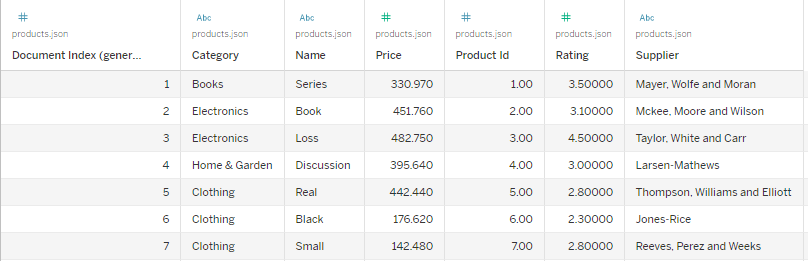 # Abc Abc # # # Abc
products.json products.json products.json products.json products.json products.json products.json
Document Index (gener... Category Name Price Product Id Rating Supplier
1 Books Series 330.970 1.00 3.50000 Mayer, Wolfe and Moran
2 Electronics Book 451.760 2.00 3.10000 Mckee, Moore and Wilson
3 Electronics Loss 482.750 3.00 4.50000 Taylor, White and Carr
4 Home & Garden Discussion 395.640 4.00 3.00000 Larsen-Mathews
5 Clothing Real 442.440 5.00 2.80000 Thompson, Williams and Elliott
6 Clothing Black 176.620 6.00 2.30000 Jones-Rice
7 Clothing Small 142.480 7.00 2.80000 Reeves, Perez and Weeks